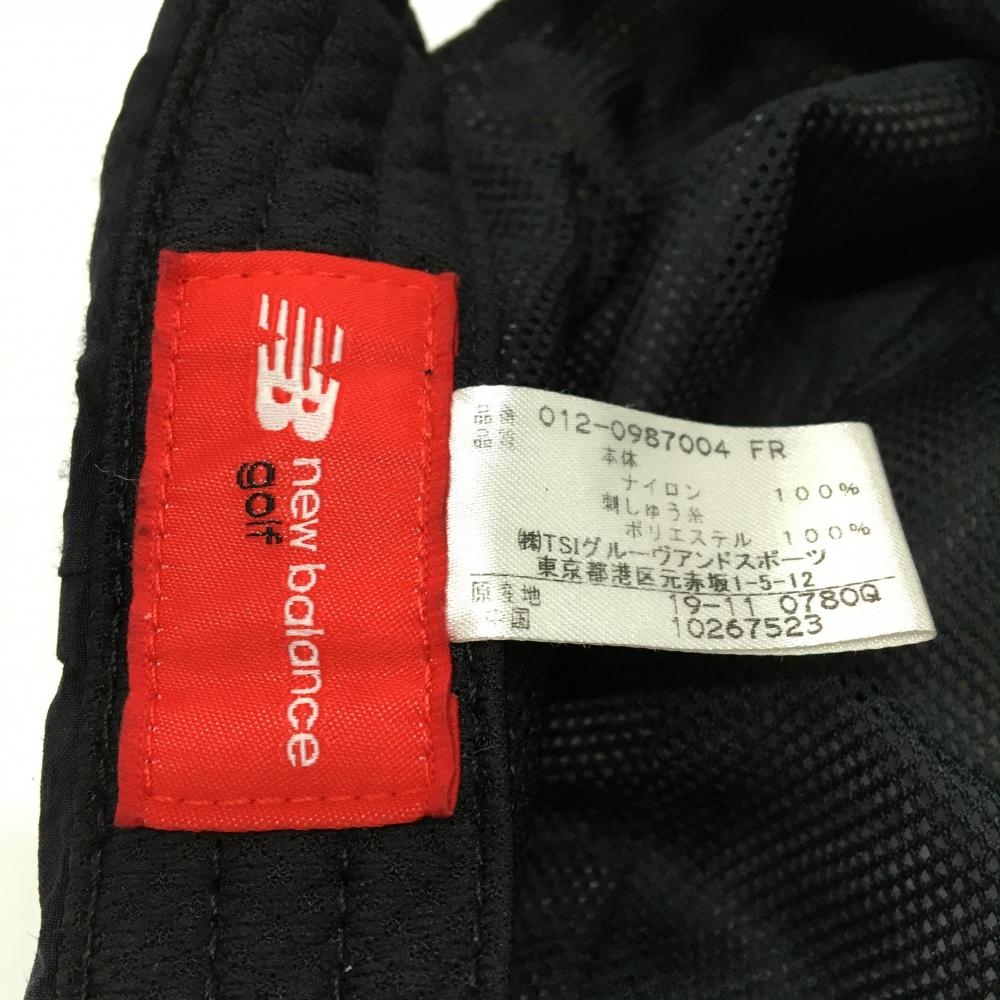 new balance
golf
品番 012-0987004 FR
品
本体
ナイロン 100%
刺しゅう糸
ポリエステル 100%
㈱TSIグルーヴアンドスポーツ
東京都港区元赤坂1-5-12
原産地 19-11 0780Q
中国 10267523